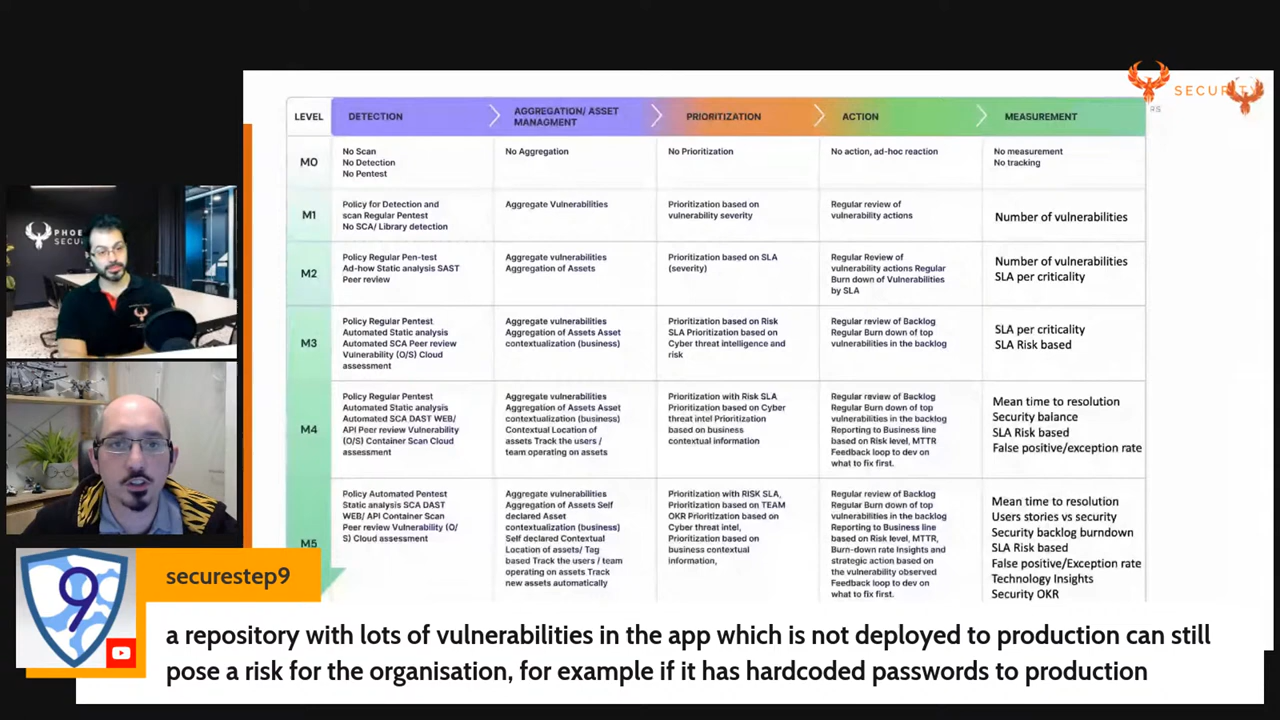 SECURITY
RS
PHOENIX
SECURITY
LEVEL
DETECTION
AGGREGATION/ ASSET
MANAGMENT
PRIORITIZATION
ACTION
MEASUREMENT
M0
No Scan
No Detection
No Pentest
No Aggregation
No Prioritization
No action, ad-hoc reaction
No measurement
No tracking
M1
Policy for Detection and
scan Regular Pentest
No SCA/ Library detection
Aggregate Vulnerabilities
Prioritization based on
vulnerability severity
Regular review of
vulnerability actions
Number of vulnerabilities
M2
Policy Regular Pen-test
Ad-how Static analysis SAST
Peer review
Aggregate vulnerabilities
Aggregation of Assets
Prioritization based on SLA
(severity)
Regular Review of
vulnerability actions Regular
Burn down of Vulnerabilities
by SLA
Number of vulnerabilities
SLA per criticality
M3
Policy Regular Pentest
Automated Static analysis
Automated SCA Peer review
Vulnerability (O/S) Cloud
assessment
Aggregate vulnerabilities
Aggregation of Assets Asset
contextualization (business)
Prioritization based on Risk
SLA Prioritization based on
Cyber threat intelligence and
risk
Regular review of Backlog
Regular Burn down of top
vulnerabilities in the backlog
SLA per criticality
SLA Risk based
M4
Policy Regular Pentest
Automated Static analysis
Automated SCA DAST WEB/
API Peer review Vulnerability
(O/S) Container Scan Cloud
assessment
Aggregate vulnerabilities
Aggregation of Assets Asset
contextualization (business)
Contextual Location of
assets Track the users /
team operating on assets
Prioritization with Risk SLA
Prioritization based on Cyber
threat intel Prioritization
based on business
contextual information
Regular review of Backlog
Regular Burn down of top
vulnerabilities in the backlog
Reporting to Business line
based on Risk level, MTTR
Feedback loop to dev on
what to fix first.
Mean time to resolution
Security balance
SLA Risk based
False positive/exception rate
M5
Policy Automated Pentest
Static analysis SCA DAST
WEB/ API Container Scan
Peer review Vulnerability (O/
S) Cloud assessment
Aggregate vulnerabilities
Aggregation of Assets Self
declared Asset
contextualization (business)
Self declared Contextual
Location of assets/ Tag
based Track the users / team
operating on assets Track
new assets automatically
Prioritization with RISK SLA,
Prioritization based on TEAM
OKR Prioritization based on
Cyber threat intel,
Prioritization based on
business contextual
information,
Regular review of Backlog
Regular Burn down of top
vulnerabilities in the backlog
Reporting to Business line
based on Risk level, MTTR,
Burn-down rate Insights and
strategic action based on
the vulnerability observed
Feedback loop to dev on
what to fix first.
Mean time to resolution
Users stories vs security
Security backlog burndown
SLA Risk based
False positive/Exception rate
Technology Insights
Security OKR
9
securestep9
a repository with lots of vulnerabilities in the app which is not deployed to production can still
pose a risk for the organisation, for example if it has hardcoded passwords to production